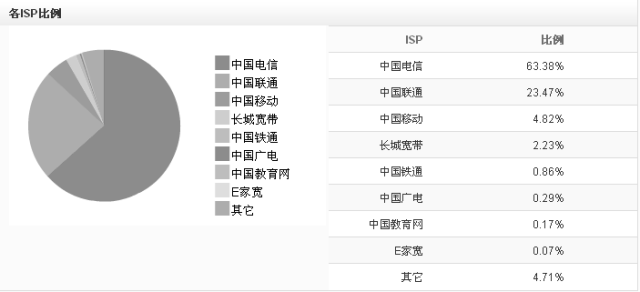 各ISP比例
中国电信
中国联通
中国移动
长城宽带
中国铁通
中国广电
中国教育网
E家宽
其它
ISP 比例
中国电信 63.38%
中国联通 23.47%
中国移动 4.82%
长城宽带 2.23%
中国铁通 0.86%
中国广电 0.29%
中国教育网 0.17%
E家宽 0.07%
其它 4.71%